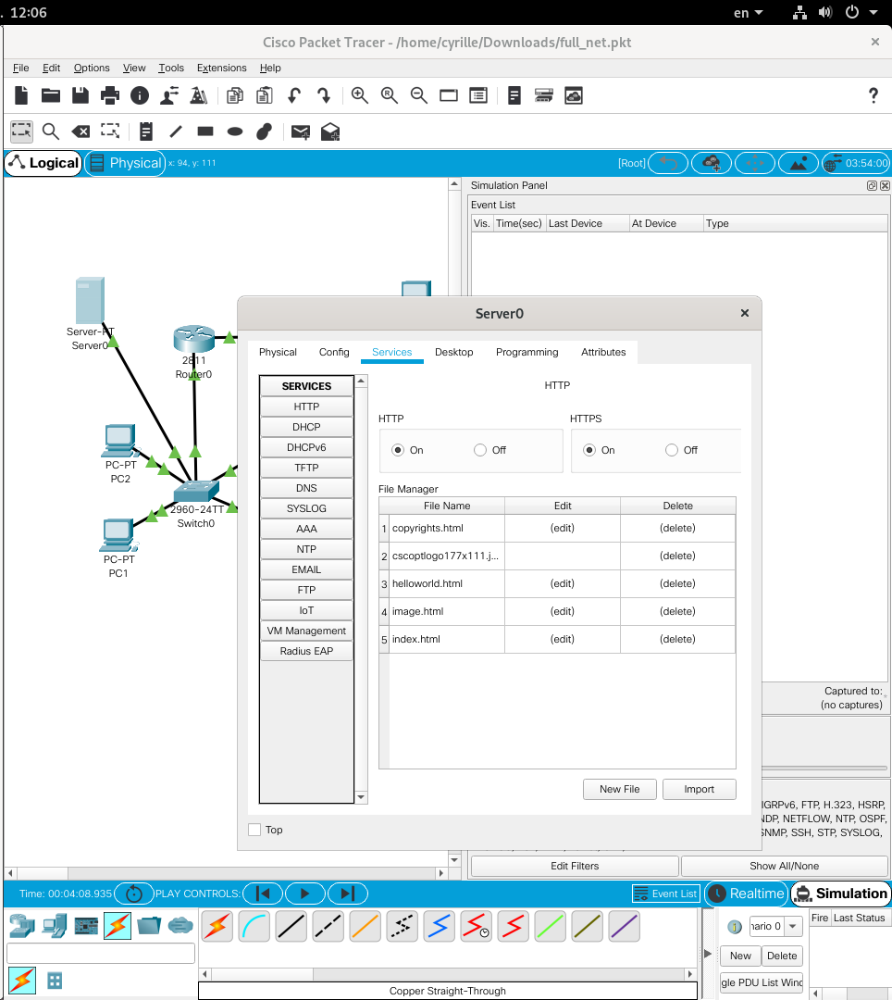 12:06
en
Cisco Packet Tracer - /home/cyrille/Downloads/full_net.pkt
File Edit Options View Tools Extensions Help
Logical
Physical
x: 94, y: 111
[Root]
03:54:00
Simulation Panel
Event List
Vis. Time(sec) Last Device At Device Type
Server-PT
Server0
2811
Router0
PC-PT
PC2
2960-24TT
Switch0
PC-PT
PC1
Server0
Physical Config Services Desktop Programming Attributes
SERVICES
HTTP
DHCP
DHCPv6
TFTP
DNS
SYSLOG
AAA
NTP
EMAIL
FTP
IoT
VM Management
Radius EAP
HTTP
HTTP
On Off
HTTPS
On Off
File Manager
File Name Edit Delete
1 copyrights.html (edit) (delete)
2 cscoptlogo177x111.j... (delete)
3 helloworld.html (edit) (delete)
4 image.html (edit) (delete)
5 index.html (edit) (delete)
New File Import
Top
Captured to:
(no captures)
IGRPv6, FTP, H.323, HSRP,
NDP, NETFLOW, NTP, OSPF,
SNMP, SSH, STP, SYSLOG,
Edit Filters Show All/None
Time: 00:04:08.935 PLAY CONTROLS: Event List Realtime Simulation
nario 0
Fire Last Status
New Delete
gle PDU List Wind
Copper Straight-Through